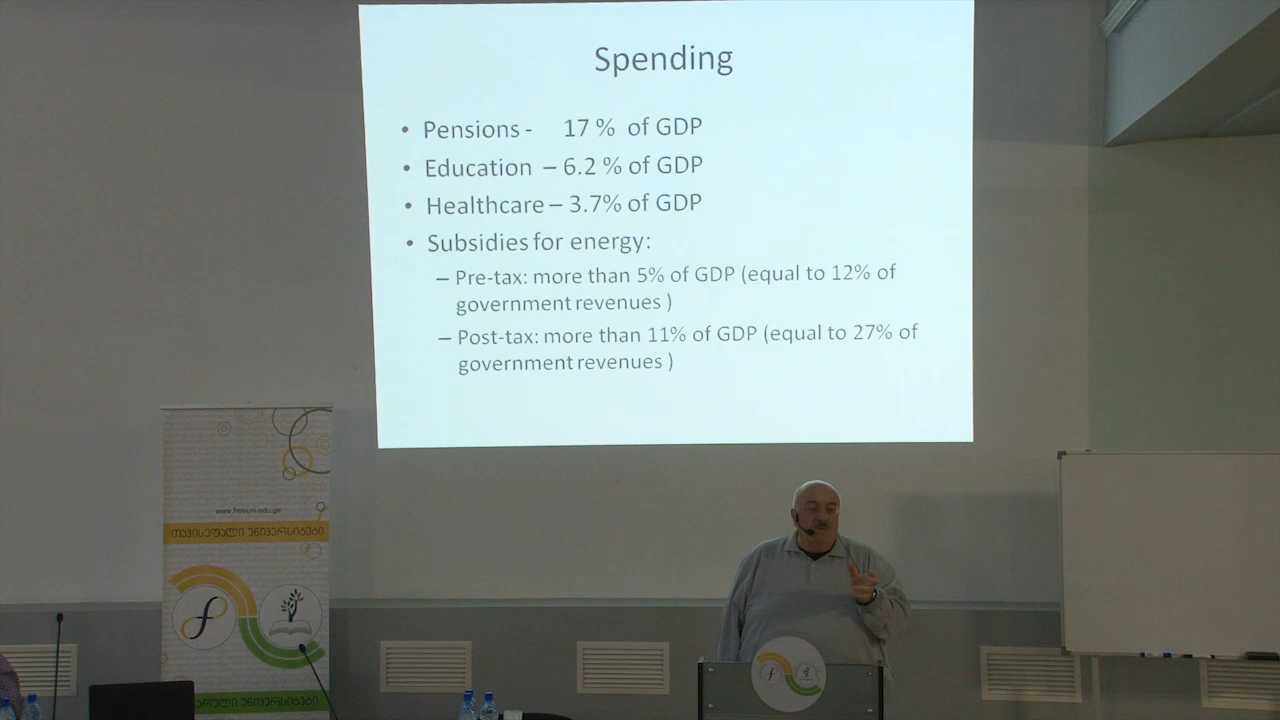 Spending
• Pensions - 17 % of GDP
• Education – 6.2 % of GDP
• Healthcare – 3.7% of GDP
• Subsidies for energy:
– Pre-tax: more than 5% of GDP (equal to 12% of
government revenues )
– Post-tax: more than 11% of GDP (equal to 27% of
government revenues )
www.freeuni.edu.ge
თავისუფალი უნივერსიტეტი
აგრარული უნივერსიტეტი